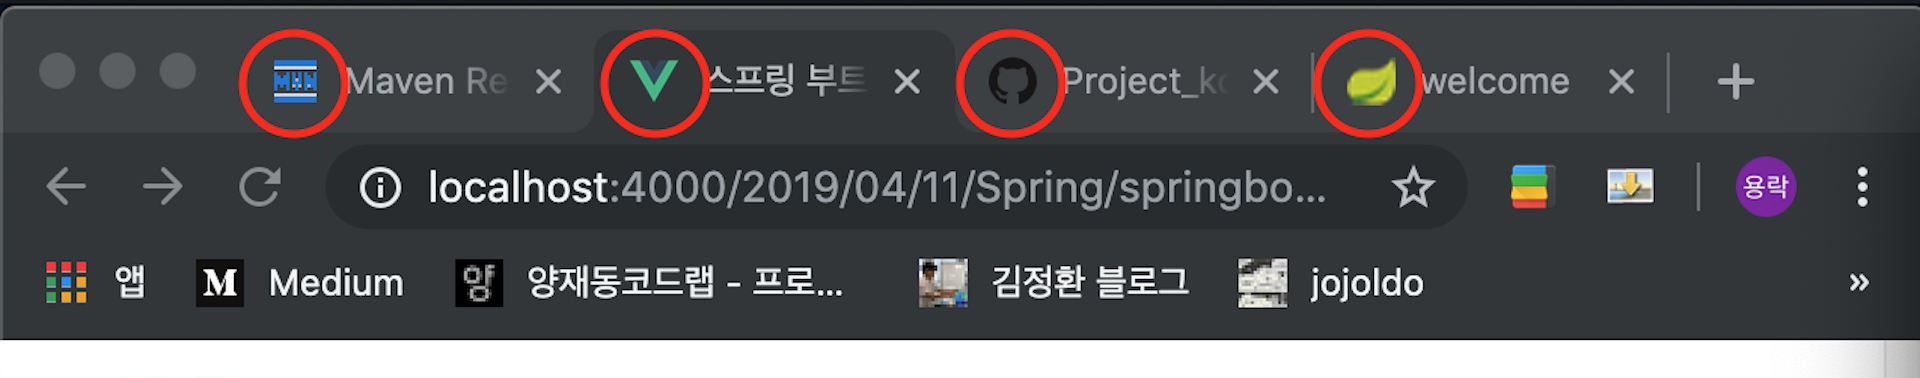 MVN Maven Re 스프링 부트 Project_kc welcome
localhost:4000/2019/04/11/Spring/springbo... 용락
앱 M Medium 양 양재동코드랩 - 프로... 김정환 블로그 jojoldo »